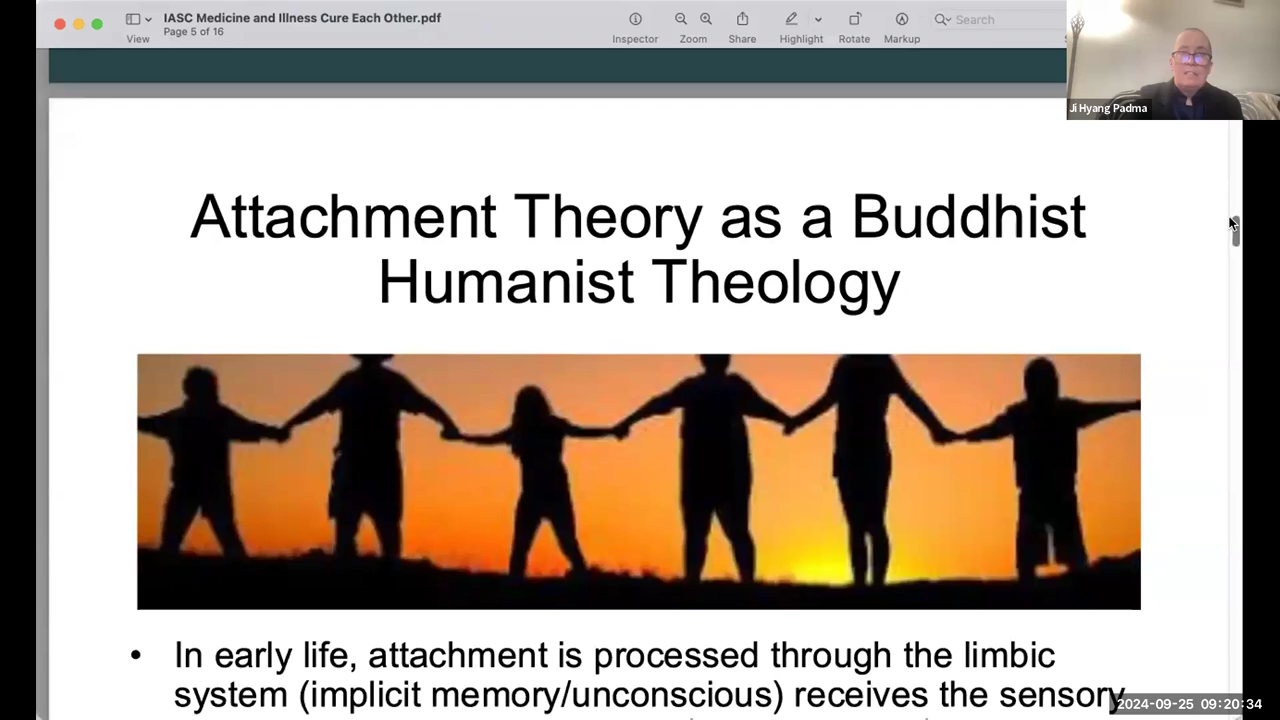 IASC Medicine and Illness Cure Each Other.pdf
Page 5 of 16
View
Inspector
Zoom
Share
Highlight
Rotate
Markup
Search
Ji Hyang Padma
Attachment Theory as a Buddhist
Humanist Theology
• In early life, attachment is processed through the limbic
system (implicit memory/unconscious) receives the sensory
2024-09-25 09:20:34